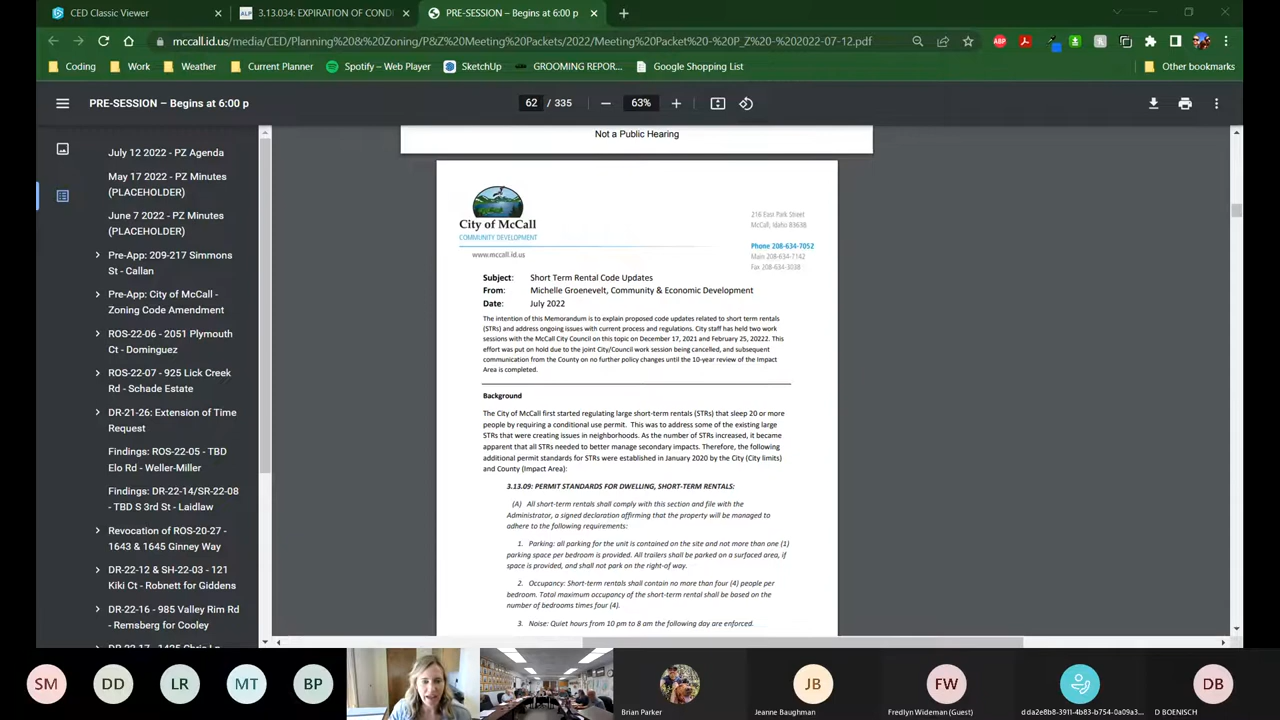 CED Classic Viewer
3.13.034: EXPIRATION OF COND
PRE-SESSION – Begins at 6:00 p
mccall.id.us/media/CED/Planning%20&%20Zoning/P&Z%20Meeting%20Packets/2022/Meeting%20Packet%20-%20P_Z%20-%202022-07-12.pdf
Coding
Work
Weather
Current Planner
Spotify – Web Player
SketchUp
GROOMING REPOR...
Google Shopping List
Other bookmarks
PRE-SESSION – Begins at 6:00 p
62 / 335
63%
July 12 2022 - PZ Agenda
May 17 2022 - PZ Minutes
(PLACEHOLDER)
June 7 2022 - PZ Minutes
(PLACEHOLDER)
Pre-App: 209-217 Simmons
St - Callan
Pre-App: City of McCall -
Zoning Code Amendment
ROS-22-06 - 2051 Plymouth
Ct - Dominguez
ROS-22-07 - 925 Lick Creek
Rd - Schade Estate
DR-21-26: Extension of Time
Request
Findings: ROS-22-05 - TBD
Elo Rd - Weller-Miller
Findings: DR-22-14/SR-22-08
- TBD S 3rd St - Laidlaw
Revocation of ROS-20-27 -
1643 & 1645 Ginney Way
DR-22-12 & SH-22-03 - 121
Kiki Ct - Robnett for Giddens
DR-22-16 - 985 Valley Rim Rd
- Remsberg for Cooley
Not a Public Hearing
City of McCall
COMMUNITY DEVELOPMENT
www.mccall.id.us
216 East Park Street
McCall, Idaho 83638
Phone 208-634-7052
Main 208-634-7142
Fax 208-634-3038
Subject: Short Term Rental Code Updates
From: Michelle Groenevelt, Community & Economic Development
Date: July 2022
The intention of this Memorandum is to explain proposed code updates related to short term rentals
(STRs) and address ongoing issues with current process and regulations. City staff has held two work
sessions with the McCall City Council on this topic on December 17, 2021 and February 25, 20222. This
effort was put on hold due to the joint City/Council work session being cancelled, and subsequent
communication from the County on no further policy changes until the 10-year review of the Impact
Area is completed.
Background
The City of McCall first started regulating large short-term rentals (STRs) that sleep 20 or more
people by requiring a conditional use permit. This was to address some of the existing large
STRs that were creating issues in neighborhoods. As the number of STRs increased, it became
apparent that all STRs needed to better manage secondary impacts. Therefore, the following
additional permit standards for STRs were established in January 2020 by the City (City limits)
and County (Impact Area):
3.13.09: PERMIT STANDARDS FOR DWELLING, SHORT-TERM RENTALS:
(A) All short-term rentals shall comply with this section and file with the
Administrator, a signed declaration affirming that the property will be managed to
adhere to the following requirements:
1. Parking: all parking for the unit is contained on the site and not more than one (1)
parking space per bedroom is provided. All trailers shall be parked on a surfaced area, if
space is provided, and shall not park on the right-of way.
2. Occupancy: Short-term rentals shall contain no more than four (4) people per
bedroom. Total maximum occupancy of the short-term rental shall be based on the
number of bedrooms times four (4).
3. Noise: Quiet hours from 10 pm to 8 am the following day are enforced.
SM
DD
LR
MT
BP
Brian Parker
JB
Jeanne Baughman
FW
Fredlyn Wideman (Guest)
dda2e8b8-3911-4b83-b754-0a09a3...
DB
D BOENISCH